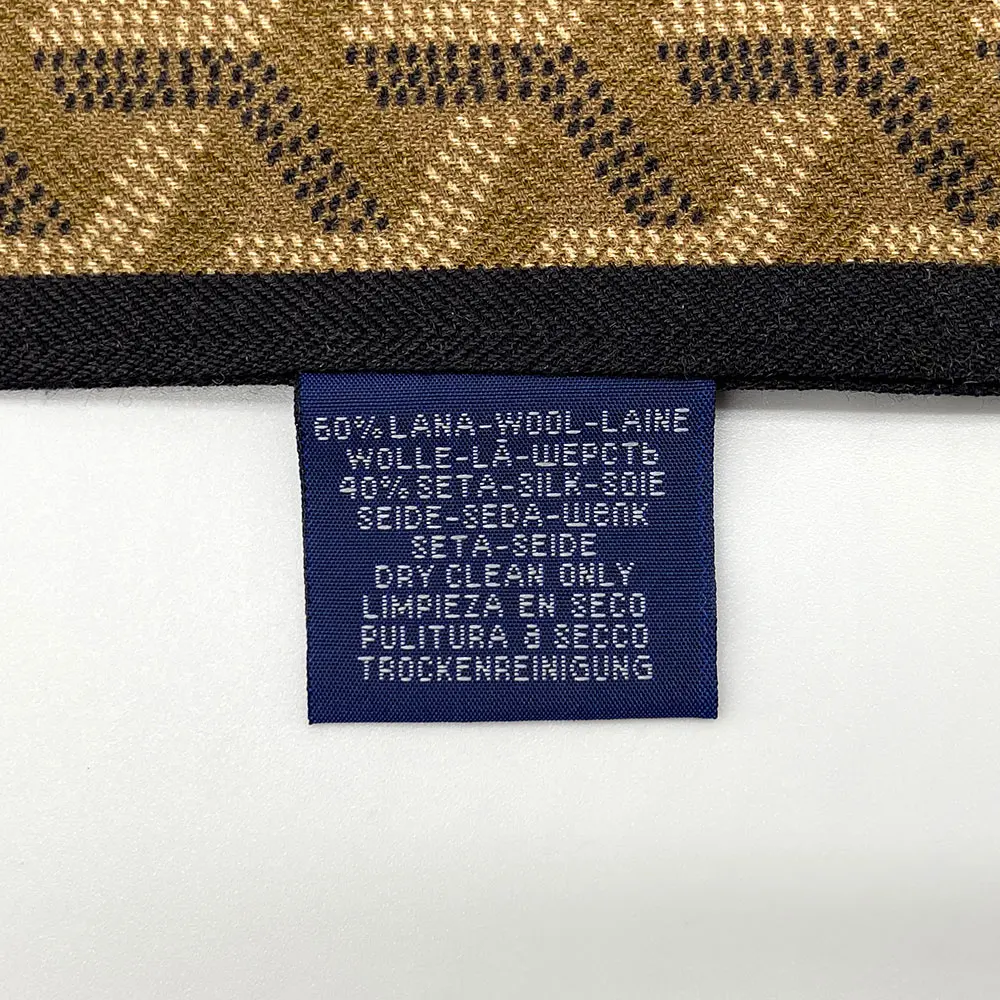 60% LANA-WOOL-LAINE
WOLLE-LÃ-ШЕРСТЬ
40% SETA-SILK-SOIE
SEIDE-SEDA-ШЕЛК
SETA-SEIDE
DRY CLEAN ONLY
LIMPIEZA EN SECO
PULITURA a SECCO
TROCKENREINIGUNG